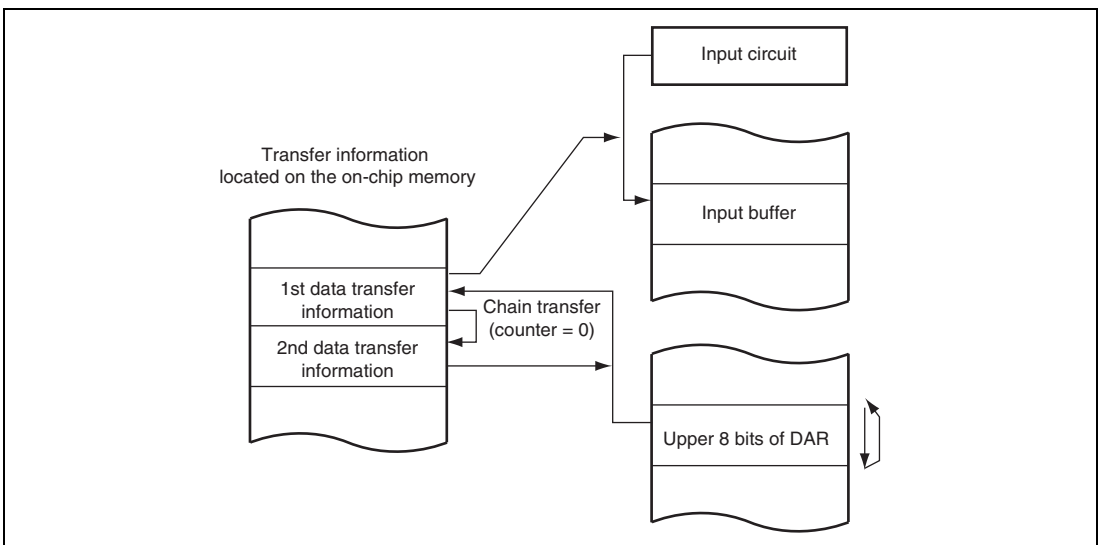 Input circuit
Transfer information
located on the on-chip memory
Input buffer
1st data transfer
information
Chain transfer
(counter = 0)
2nd data transfer
information
Upper 8 bits of DAR